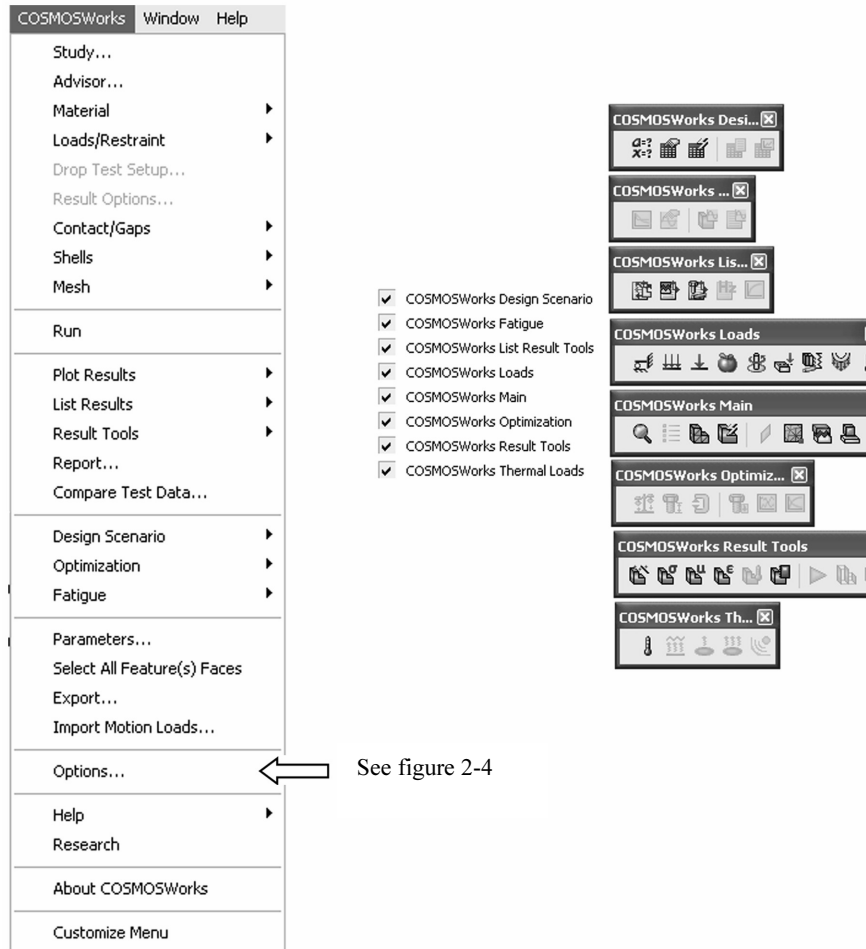 COSMOSWorks Window Help
Study...
Advisor...
Material
Loads/Restraint
Drop Test Setup...
Result Options...
Contact/Gaps
Shells
Mesh
Run
Plot Results
List Results
Result Tools
Report...
Compare Test Data...
Design Scenario
Optimization
Fatigue
Parameters...
Select All Feature(s) Faces
Export...
Import Motion Loads...
Options...
Help
Research
About COSMOSWorks
Customize Menu
See figure 2-4
COSMOSWorks Design Scenario
COSMOSWorks Fatigue
COSMOSWorks List Result Tools
COSMOSWorks Loads
COSMOSWorks Main
COSMOSWorks Optimization
COSMOSWorks Result Tools
COSMOSWorks Thermal Loads
COSMOSWorks Desi...
a=?
x=?
COSMOSWorks ...
COSMOSWorks Lis...
Hz
COSMOSWorks Loads
COSMOSWorks Main
COSMOSWorks Optimiz...
COSMOSWorks Result Tools
σ u ε
COSMOSWorks Th...